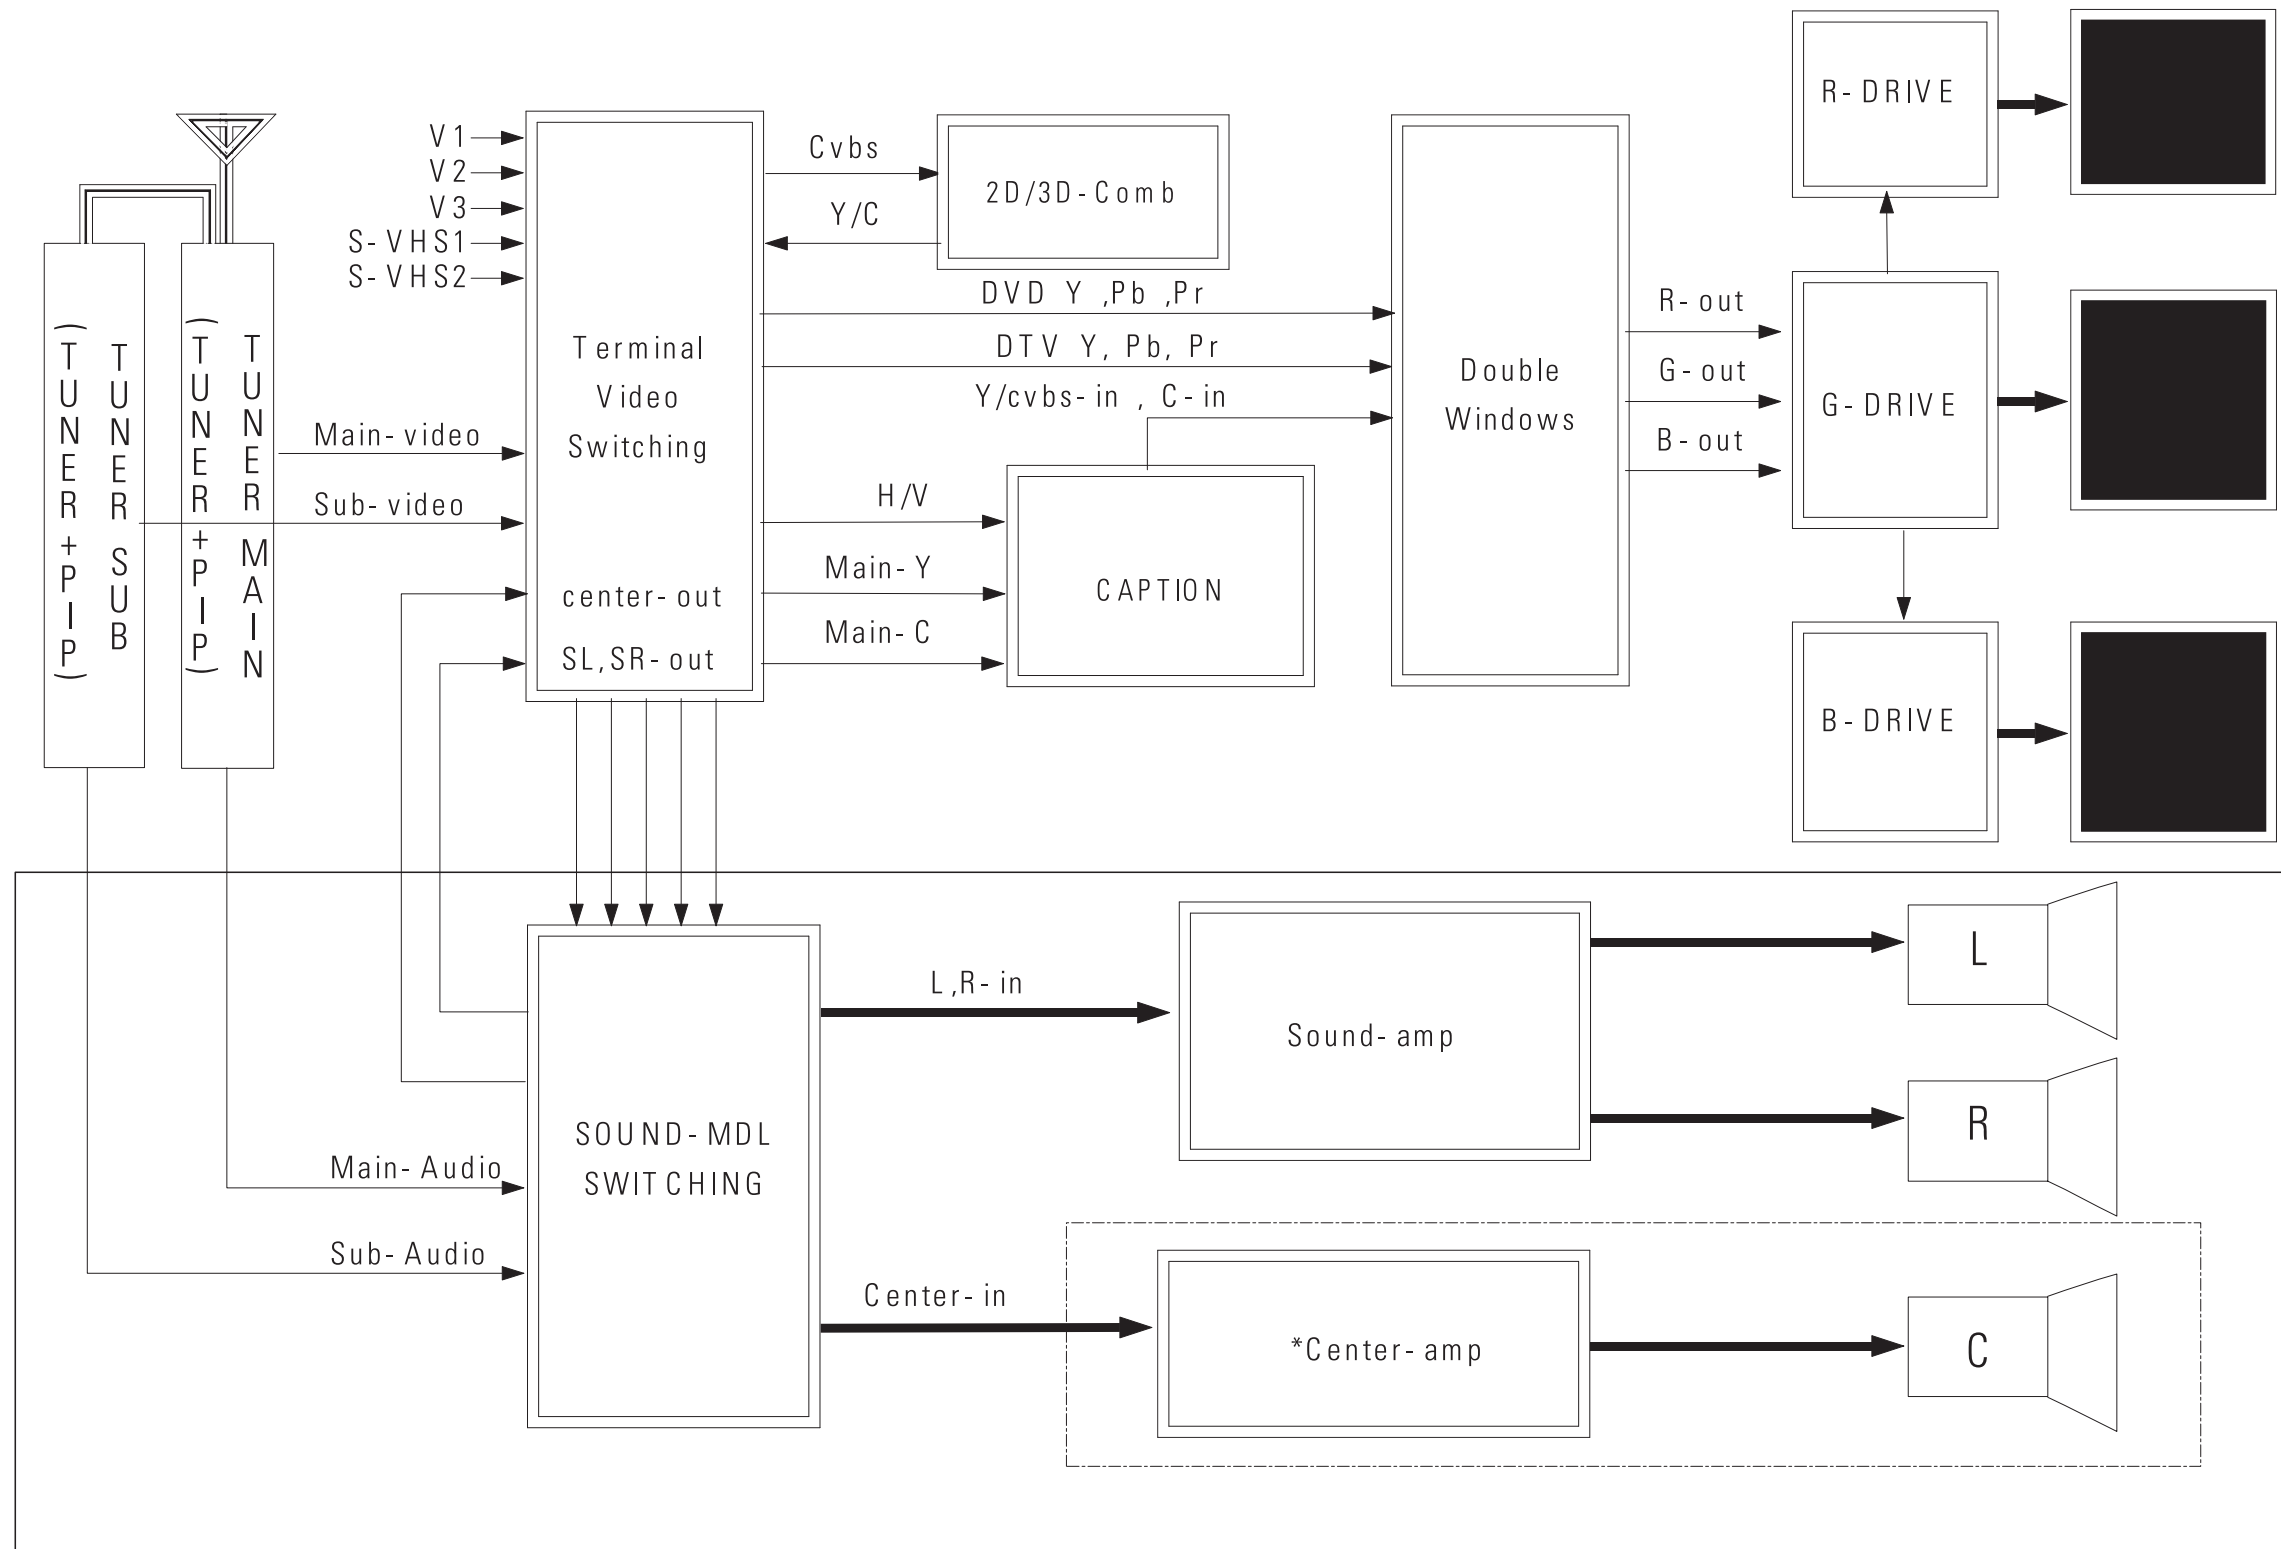 R-DRIVE
V1
V2
V3
S-VHS1
S-VHS2
Cvbs
Y/C
2D/3D-Comb
DVD Y ,Pb ,Pr
DTV Y, Pb, Pr
Y/cvbs-in , C-in
Terminal
Video
Switching
Double
Windows
R-out
G-out
B-out
G-DRIVE
(TUNER+PIP)
TUNER SUB
(TUNER+PIP)
TUNER MAIN
Main-video
Sub-video
H/V
Main-Y
Main-C
CAPTION
center-out
SL,SR-out
B-DRIVE
L,R-in
Sound-amp
L
R
SOUND-MDL
SWITCHING
Main-Audio
Sub-Audio
Center-in
*Center-amp
C